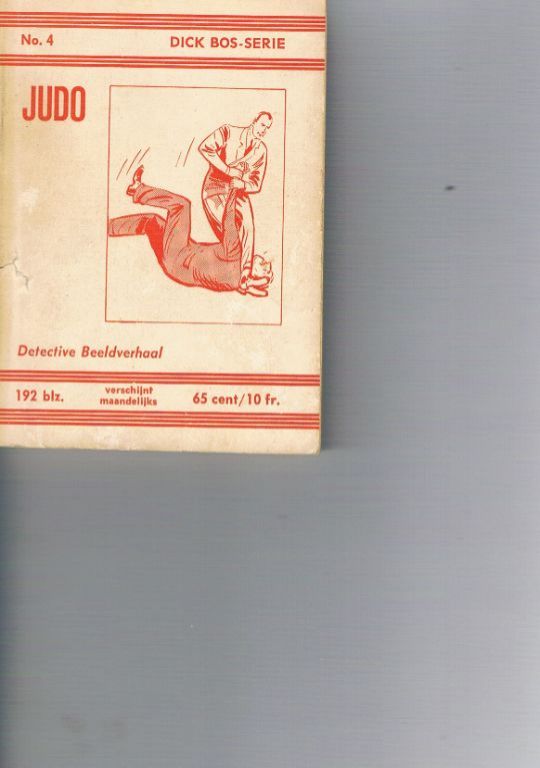 No. 4 DICK BOS-SERIE
JUDO
Detective Beeldverhaal
192 blz. verschijnt maandelijks 65 cent/10 fr.